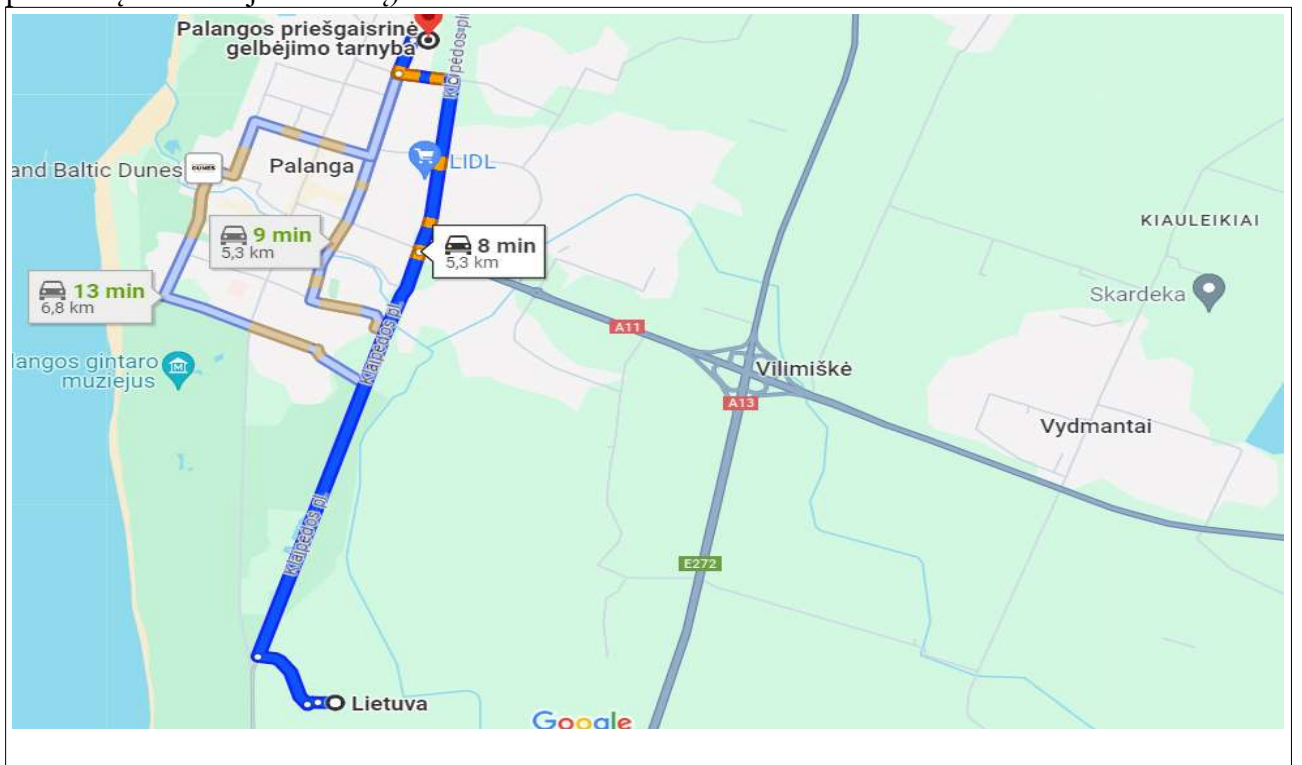 Palangos priešgaisrinė
gelbėjimo tarnyba
Klaipėdos pl.
and Baltic Dunes
DUNES
Palanga
LIDL
KIAULEIKIAI
9 min
5,3 km
8 min
5,3 km
13 min
6,8 km
Skardeka
A11
Klaipėdos pl.
langos gintaro
muziejus
Vilimiškė
A13
Vydmantai
Klaipėdos pl.
E272
Lietuva
Google